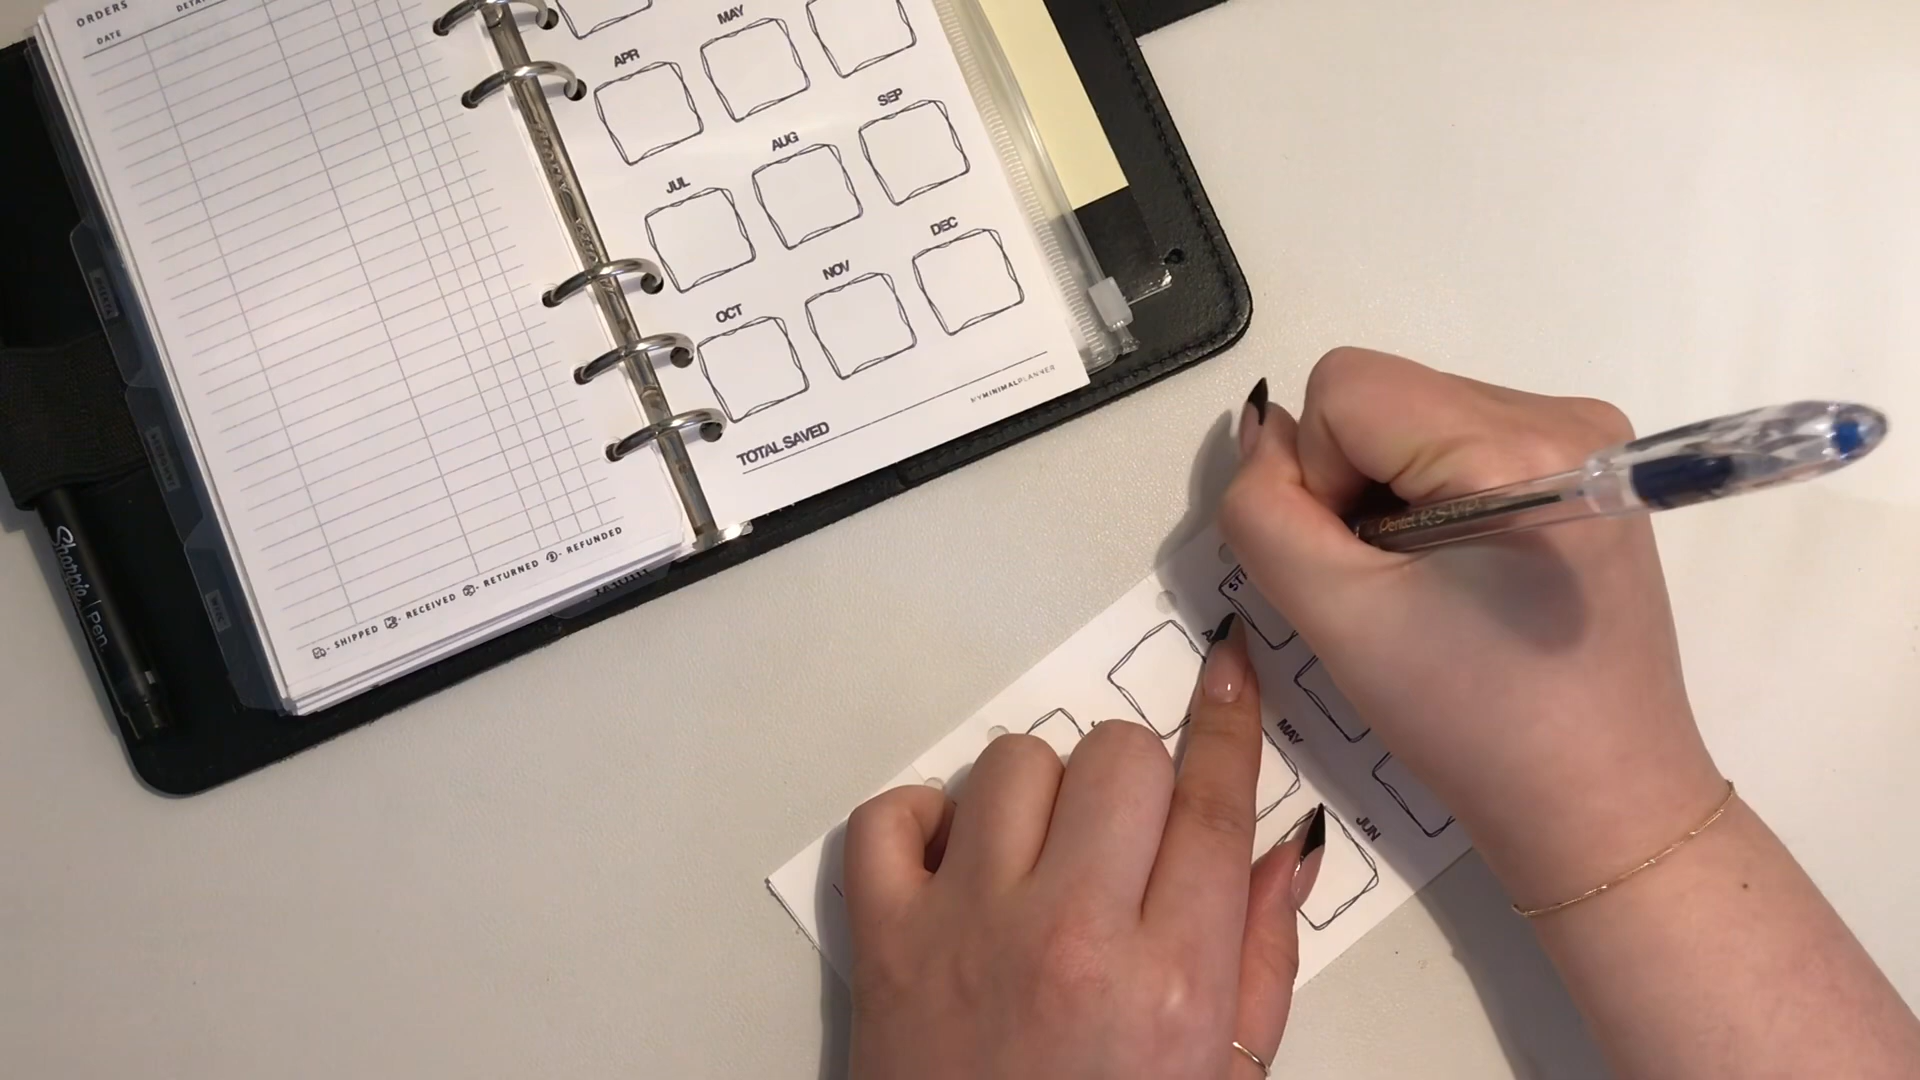 ORDERS
DATE
MAY
APR
SEP
AUG
JUL
DEC
NOV
OCT
MYMINIMALPLANNER
TOTAL SAVED
SHIPPED - RECEIVED - RETURNED - REFUNDED
Sharpie Pen.
Pentel R.S.V.P.
MAY
JUN